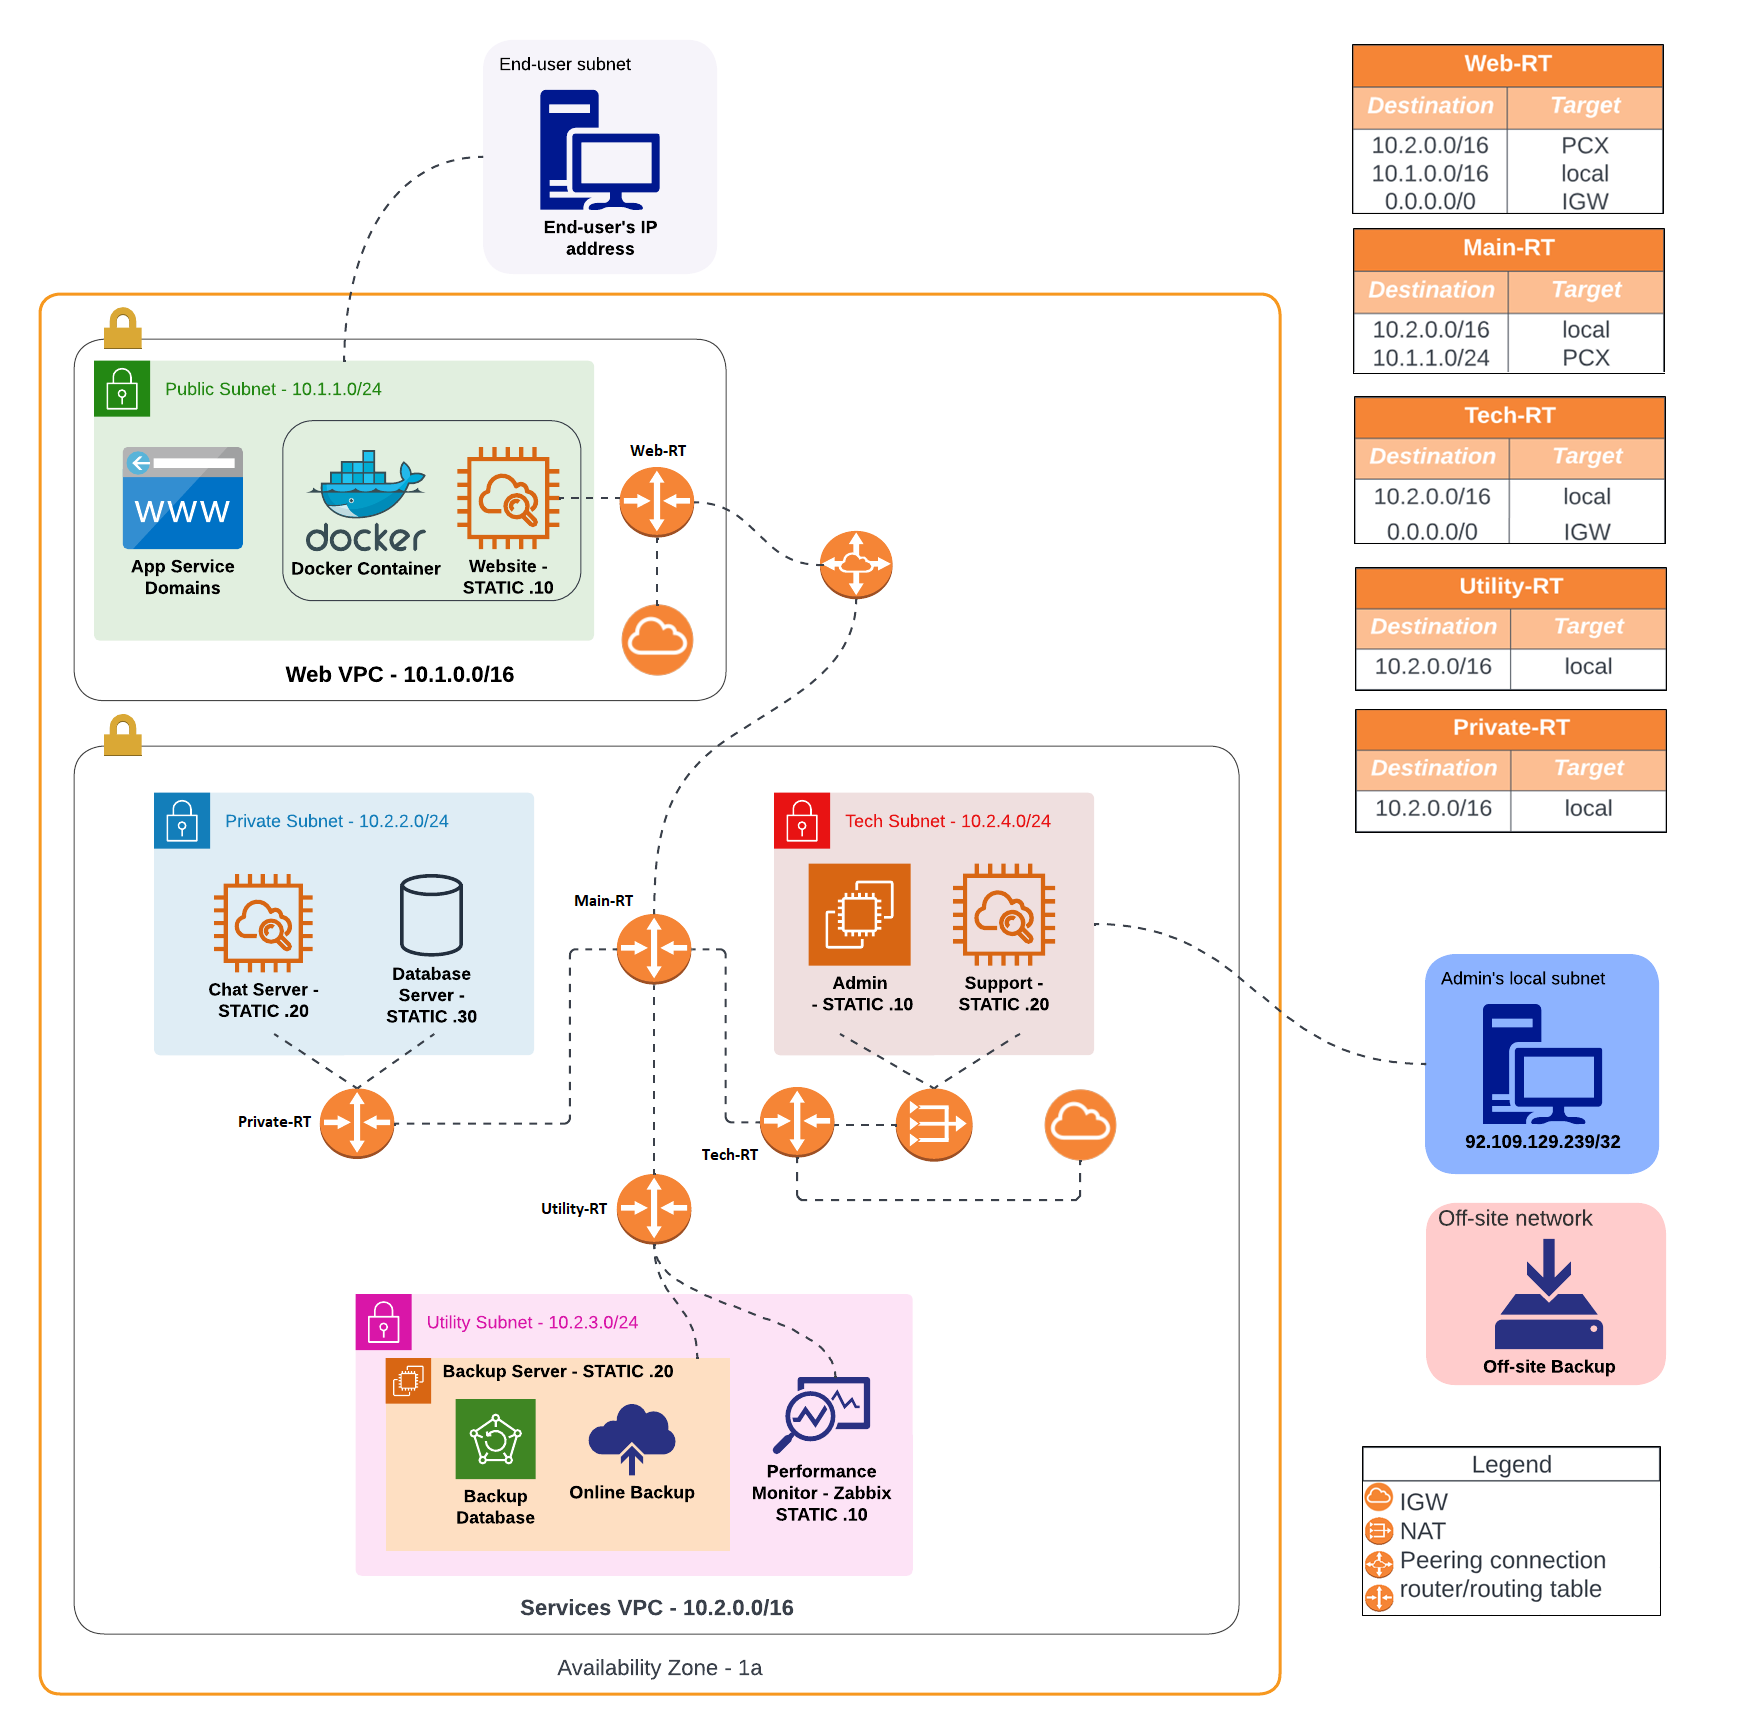 End-user subnet
End-user's IP
address
Public Subnet - 10.1.1.0/24
WWW
App Service
Domains
docker
Docker Container
Website -
STATIC .10
Web-RT
Web VPC - 10.1.0.0/16
Private Subnet - 10.2.2.0/24
Chat Server -
STATIC .20
Database
Server -
STATIC .30
Private-RT
Main-RT
Tech Subnet - 10.2.4.0/24
Admin
- STATIC .10
Support -
STATIC .20
Tech-RT
Utility-RT
Utility Subnet - 10.2.3.0/24
Backup Server - STATIC .20
Backup
Database
Online Backup
Performance
Monitor - Zabbix
STATIC .10
Services VPC - 10.2.0.0/16
Availability Zone - 1a
Web-RT
Destination Target
10.2.0.0/16 PCX
10.1.0.0/16 local
0.0.0.0/0 IGW
Main-RT
Destination Target
10.2.0.0/16 local
10.1.1.0/24 PCX
Tech-RT
Destination Target
10.2.0.0/16 local
0.0.0.0/0 IGW
Utility-RT
Destination Target
10.2.0.0/16 local
Private-RT
Destination Target
10.2.0.0/16 local
Admin's local subnet
92.109.129.239/32
Off-site network
Off-site Backup
Legend
IGW
NAT
Peering connection
router/routing table